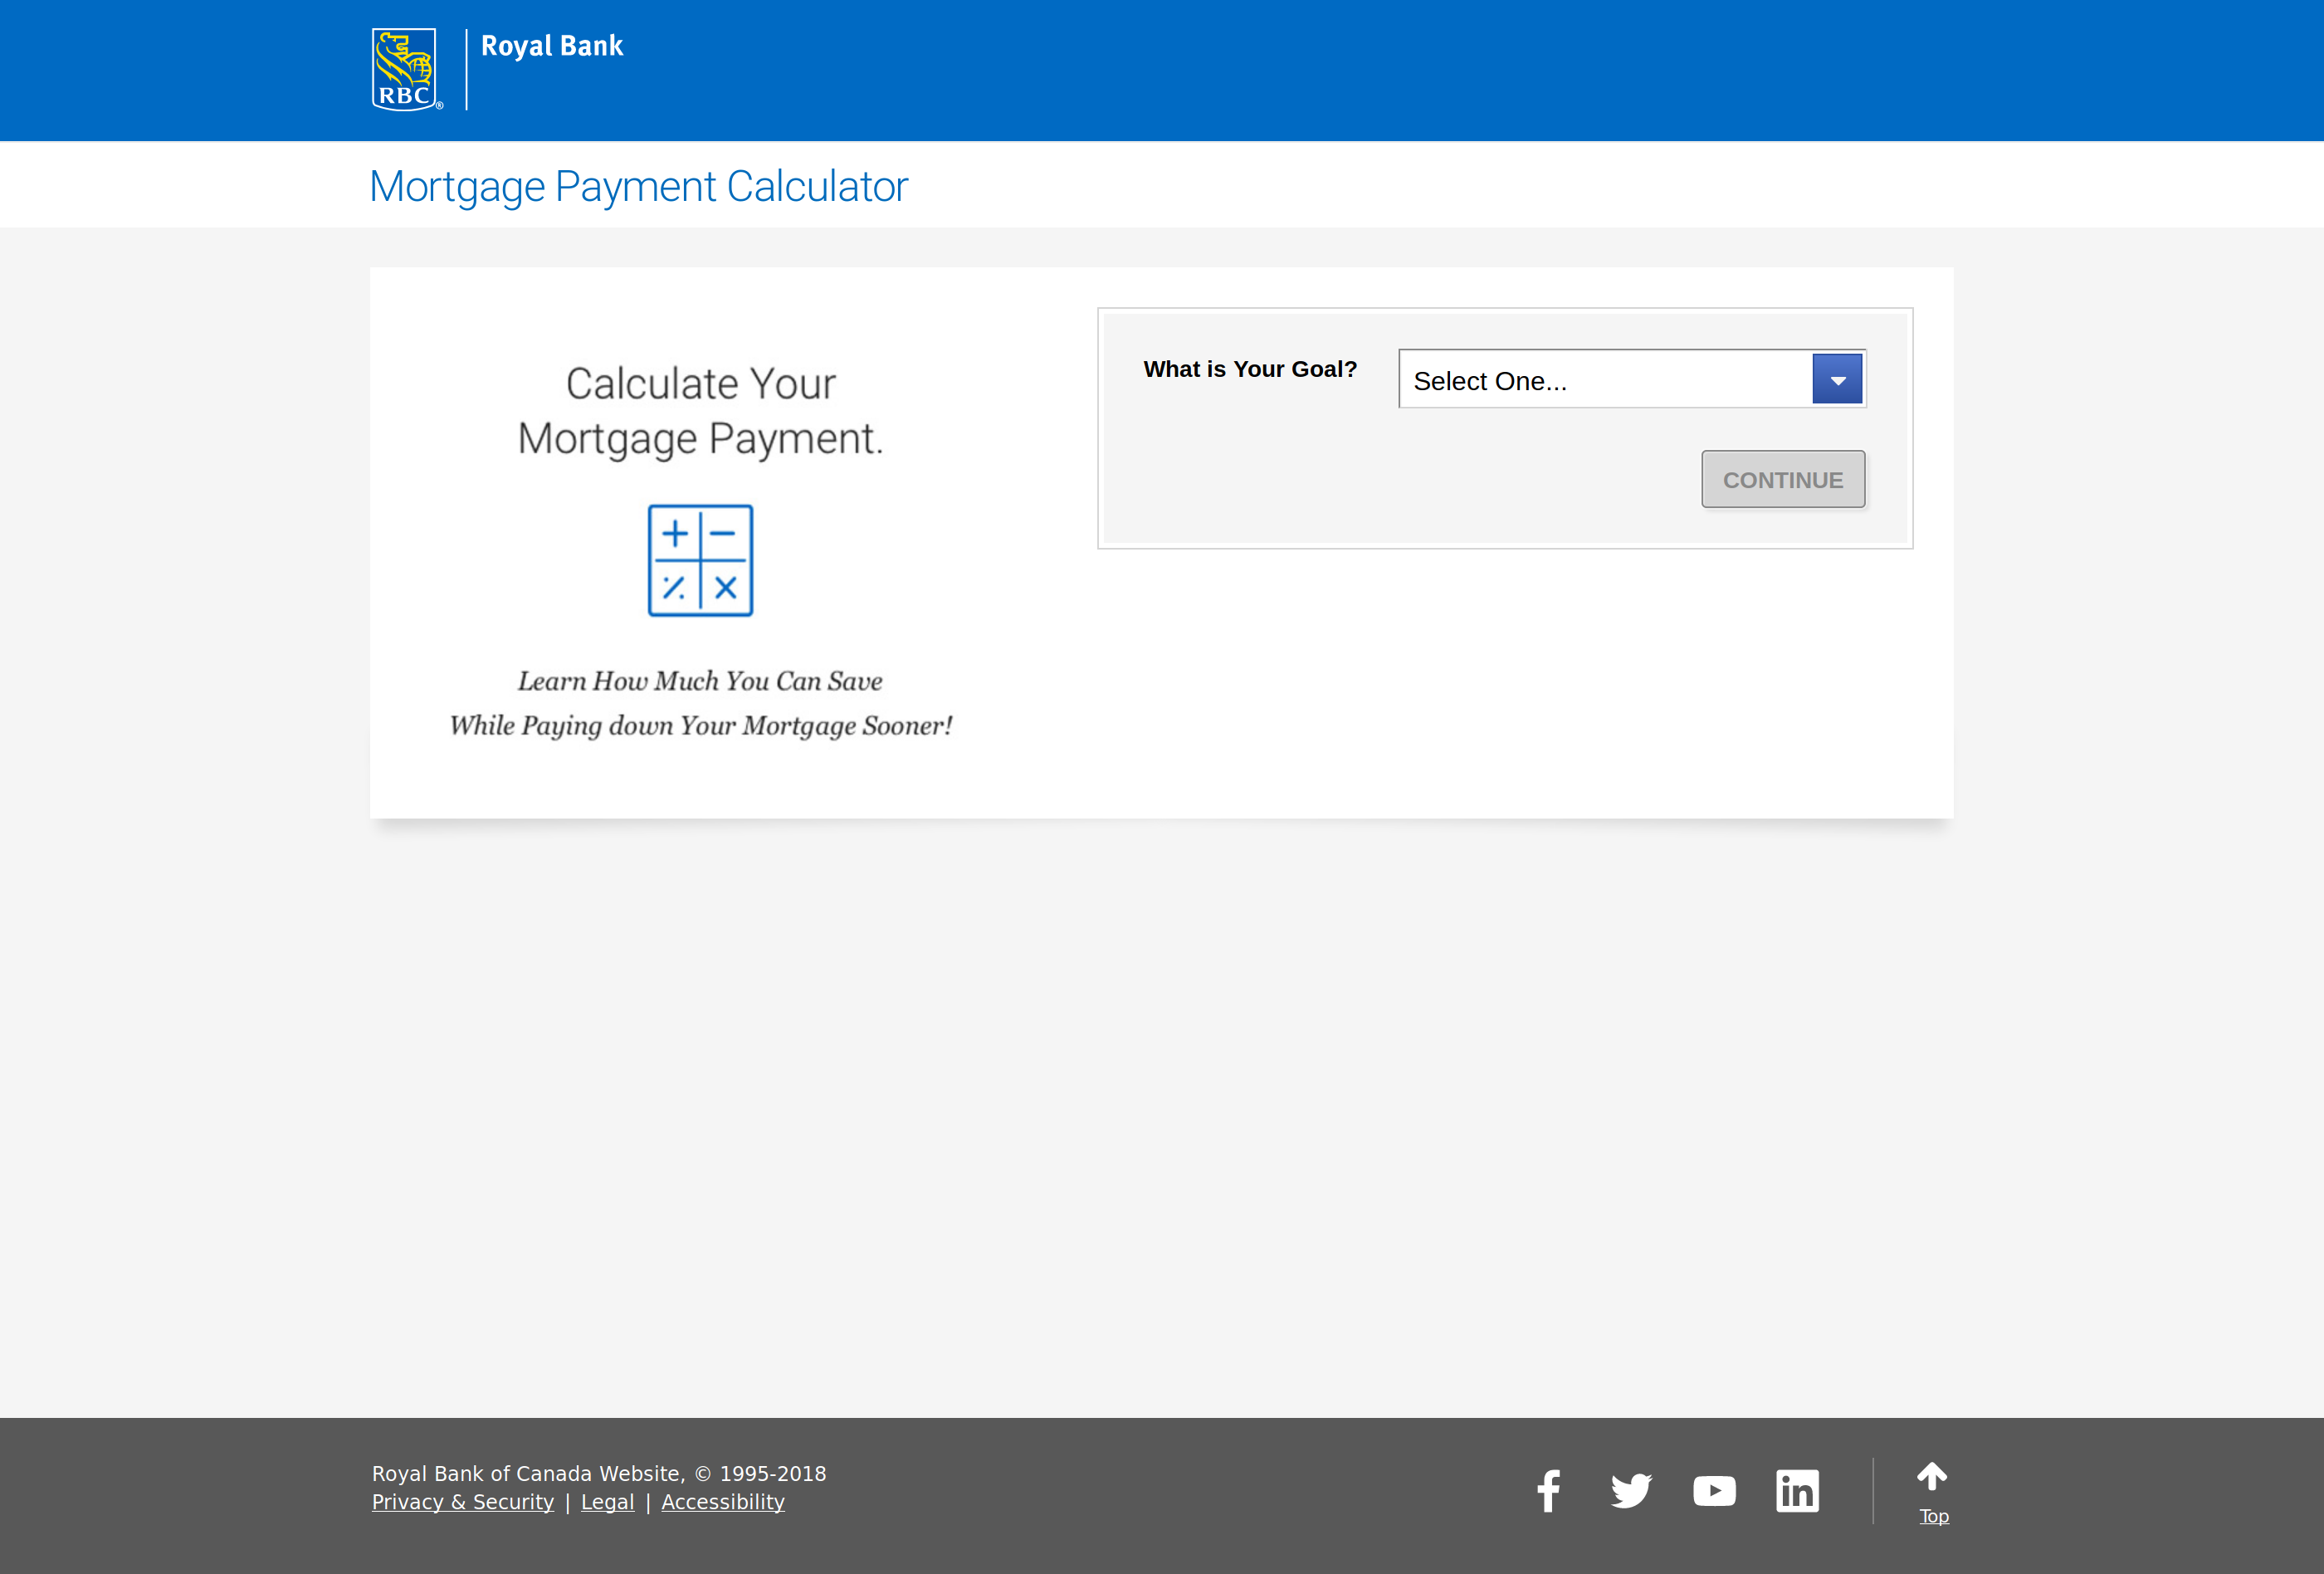 RBC®
Royal Bank
Mortgage Payment Calculator
Calculate Your
Mortgage Payment.
Learn How Much You Can Save
While Paying down Your Mortgage Sooner!
What is Your Goal?
Select One...
CONTINUE
Royal Bank of Canada Website, © 1995-2018
Privacy & Security | Legal | Accessibility
Top